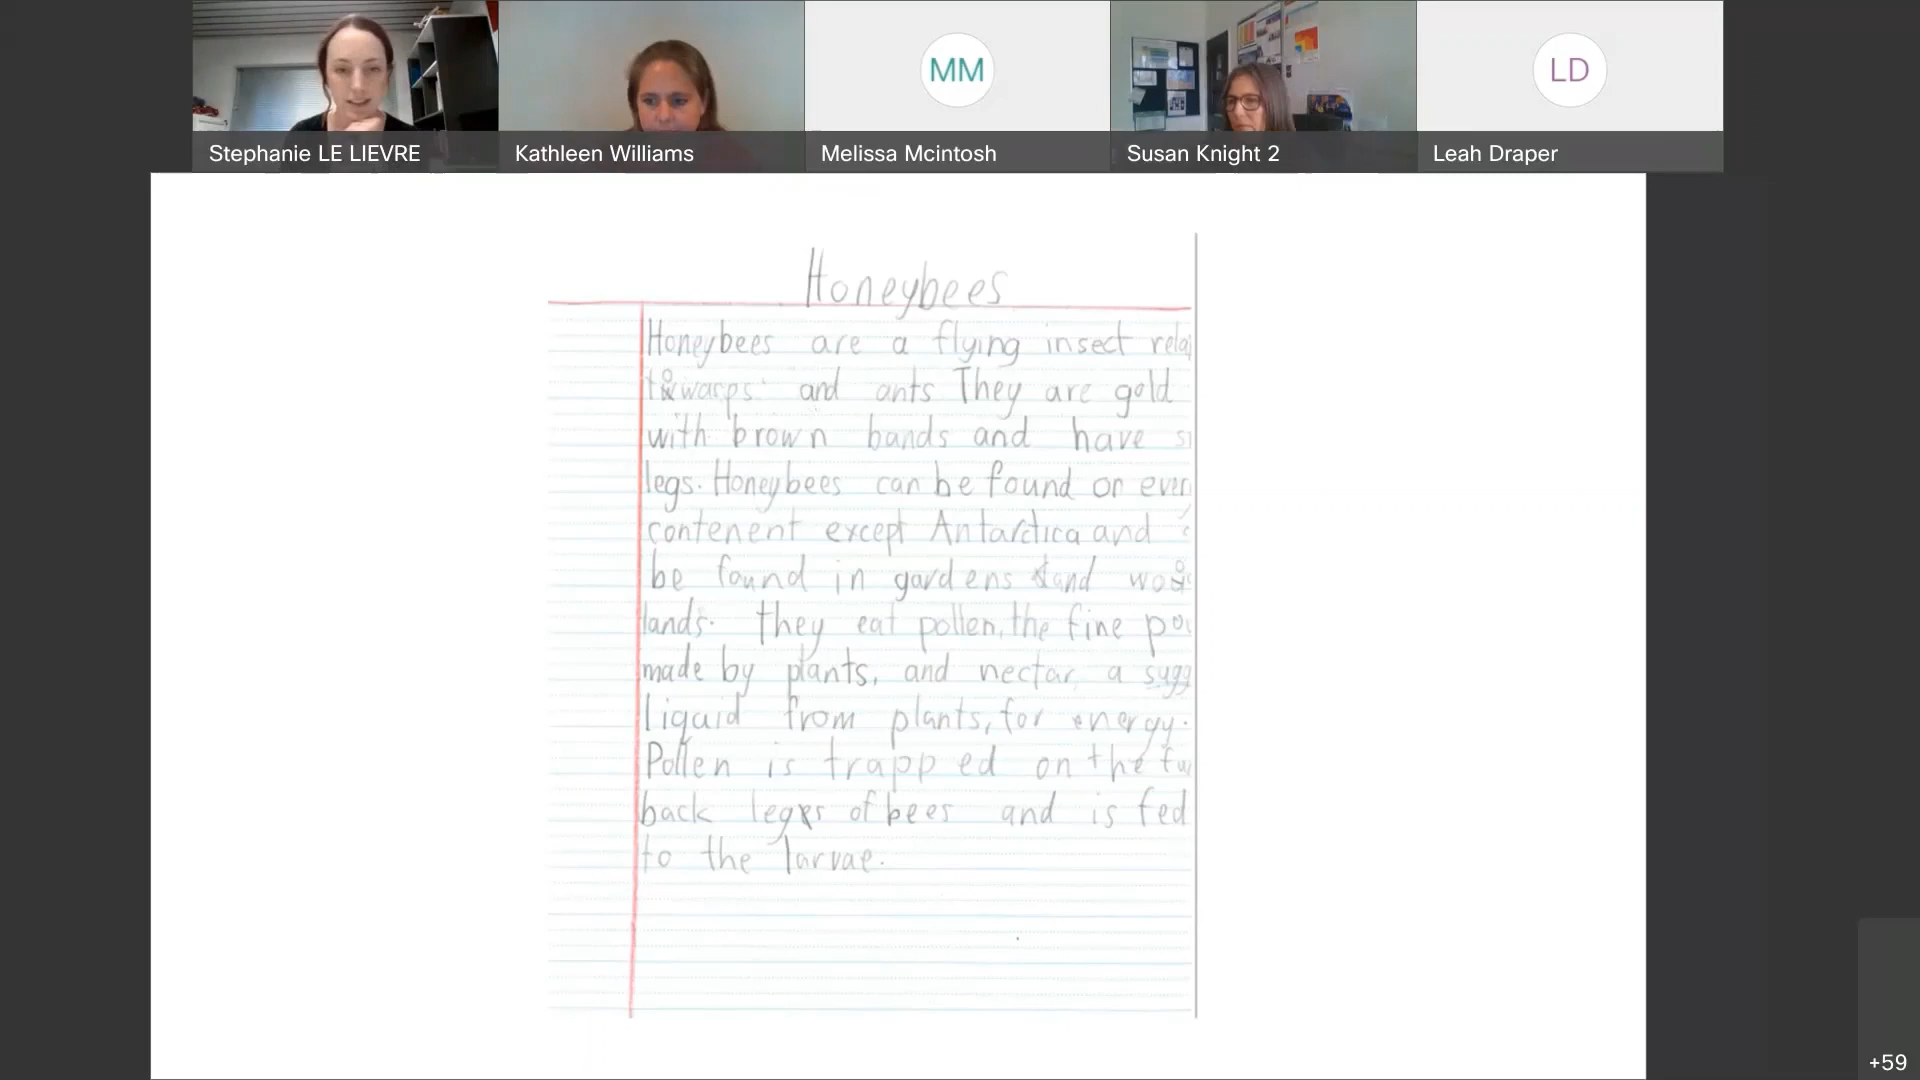 MM
LD
Stephanie LE LIEVRE
Kathleen Williams
Melissa Mcintosh
Susan Knight 2
Leah Draper
Honeybees
Honeybees are a flying insect
wasps and ants They are gold
with brown bands and have
legs. Honeybees can be found on
contenent except Antarctica and
be found in gardens and
lands. They eat pollen, the fine
made by plants, and nectar, a
liquid from plants, for energy.
Pollen is trapped on the
back legs of bees and is fed
to the larvae.
+59